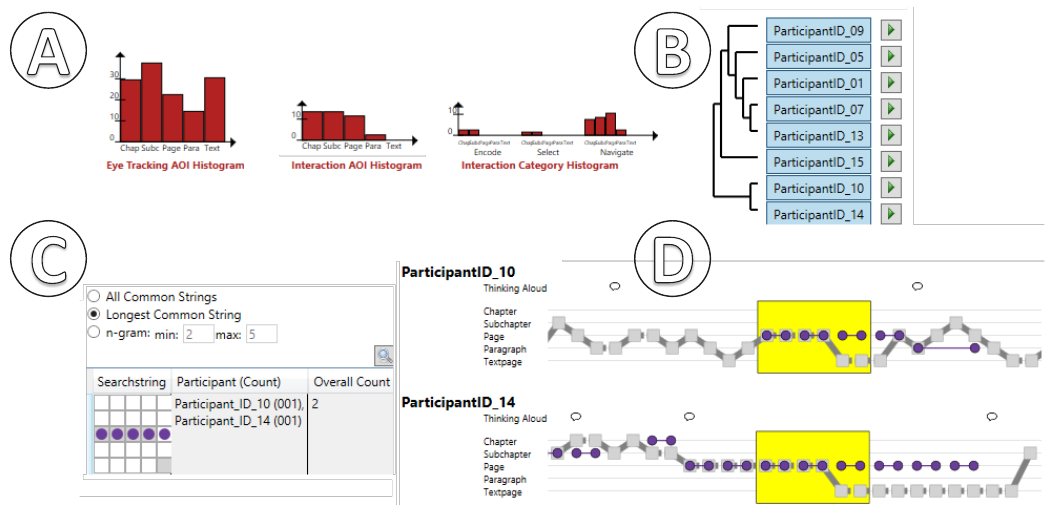 A
30
20
10
0
Chap Subc Page Para Text
Eye Tracking AOI Histogram
10
0
Chap Subc Page Para Text
Interaction AOI Histogram
10
0
Encode
Select
Navigate
Interaction Category Histogram
B
ParticipantID_09
ParticipantID_05
ParticipantID_01
ParticipantID_07
ParticipantID_13
ParticipantID_15
ParticipantID_10
ParticipantID_14
C
All Common Strings
Longest Common String
n-gram: min: 2 max: 5
Searchstring Participant (Count) Overall Count
Participant_ID_10 (001), 2
Participant_ID_14 (001)
D
ParticipantID_10
Thinking Aloud
Chapter
Subchapter
Page
Paragraph
Textpage
ParticipantID_14
Thinking Aloud
Chapter
Subchapter
Page
Paragraph
Textpage